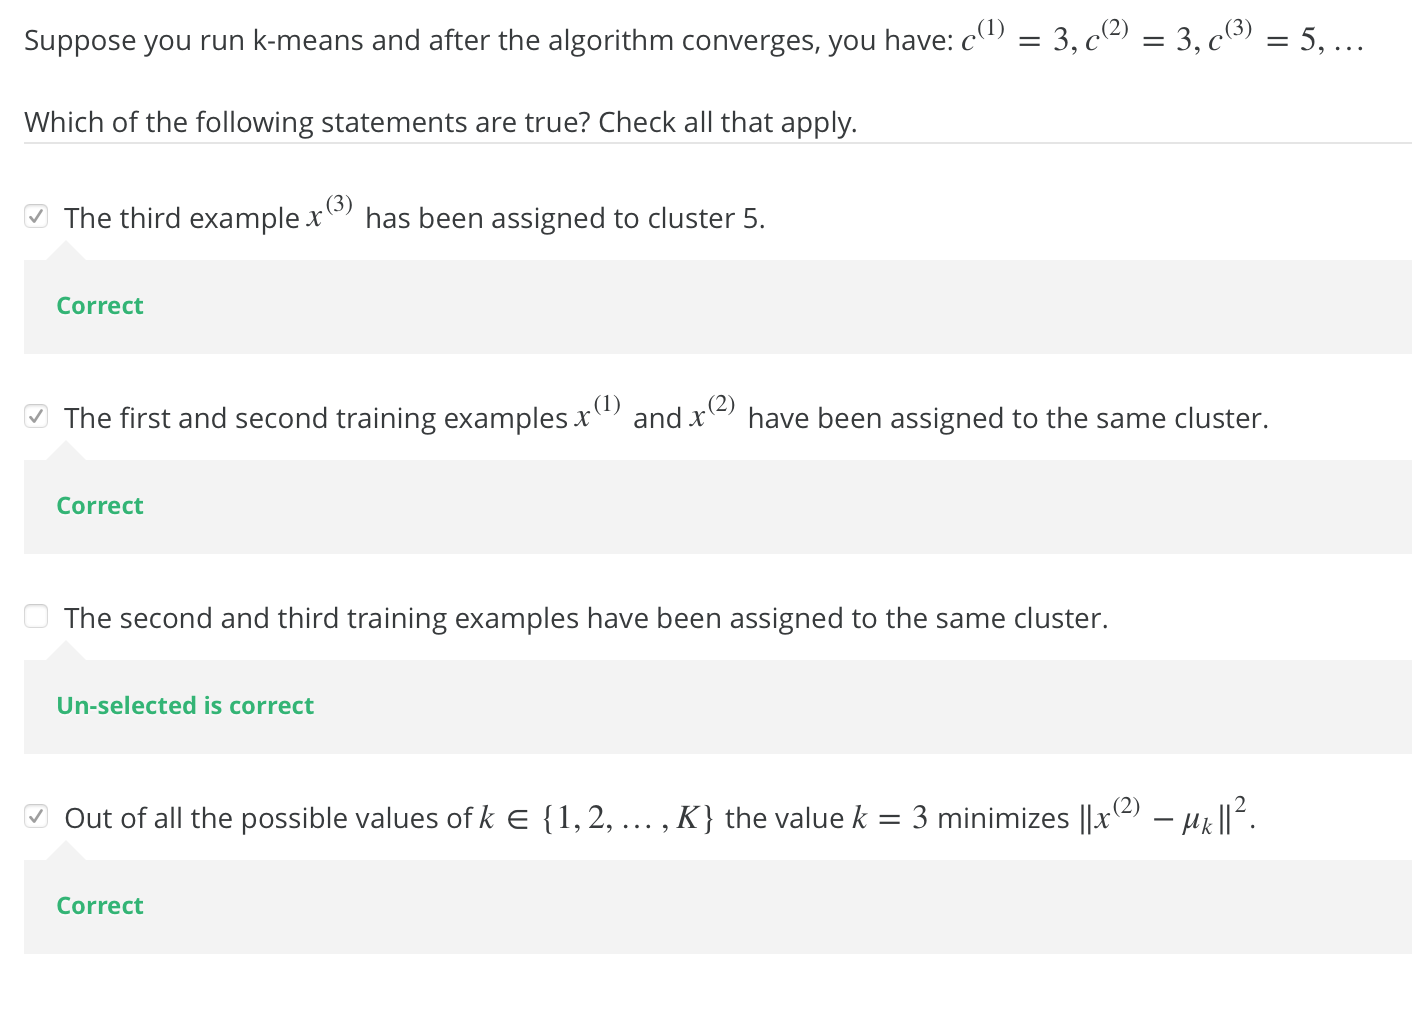 Suppose you run k-means and after the algorithm converges, you have: c⁽¹⁾ = 3, c⁽²⁾ = 3, c⁽³⁾ = 5, …
Which of the following statements are true? Check all that apply.
The third example x⁽³⁾ has been assigned to cluster 5.
Correct
The first and second training examples x⁽¹⁾ and x⁽²⁾ have been assigned to the same cluster.
Correct
The second and third training examples have been assigned to the same cluster.
Un-selected is correct
Out of all the possible values of k ∈ {1, 2, … , K} the value k = 3 minimizes ‖x⁽²⁾ − μₖ‖².
Correct